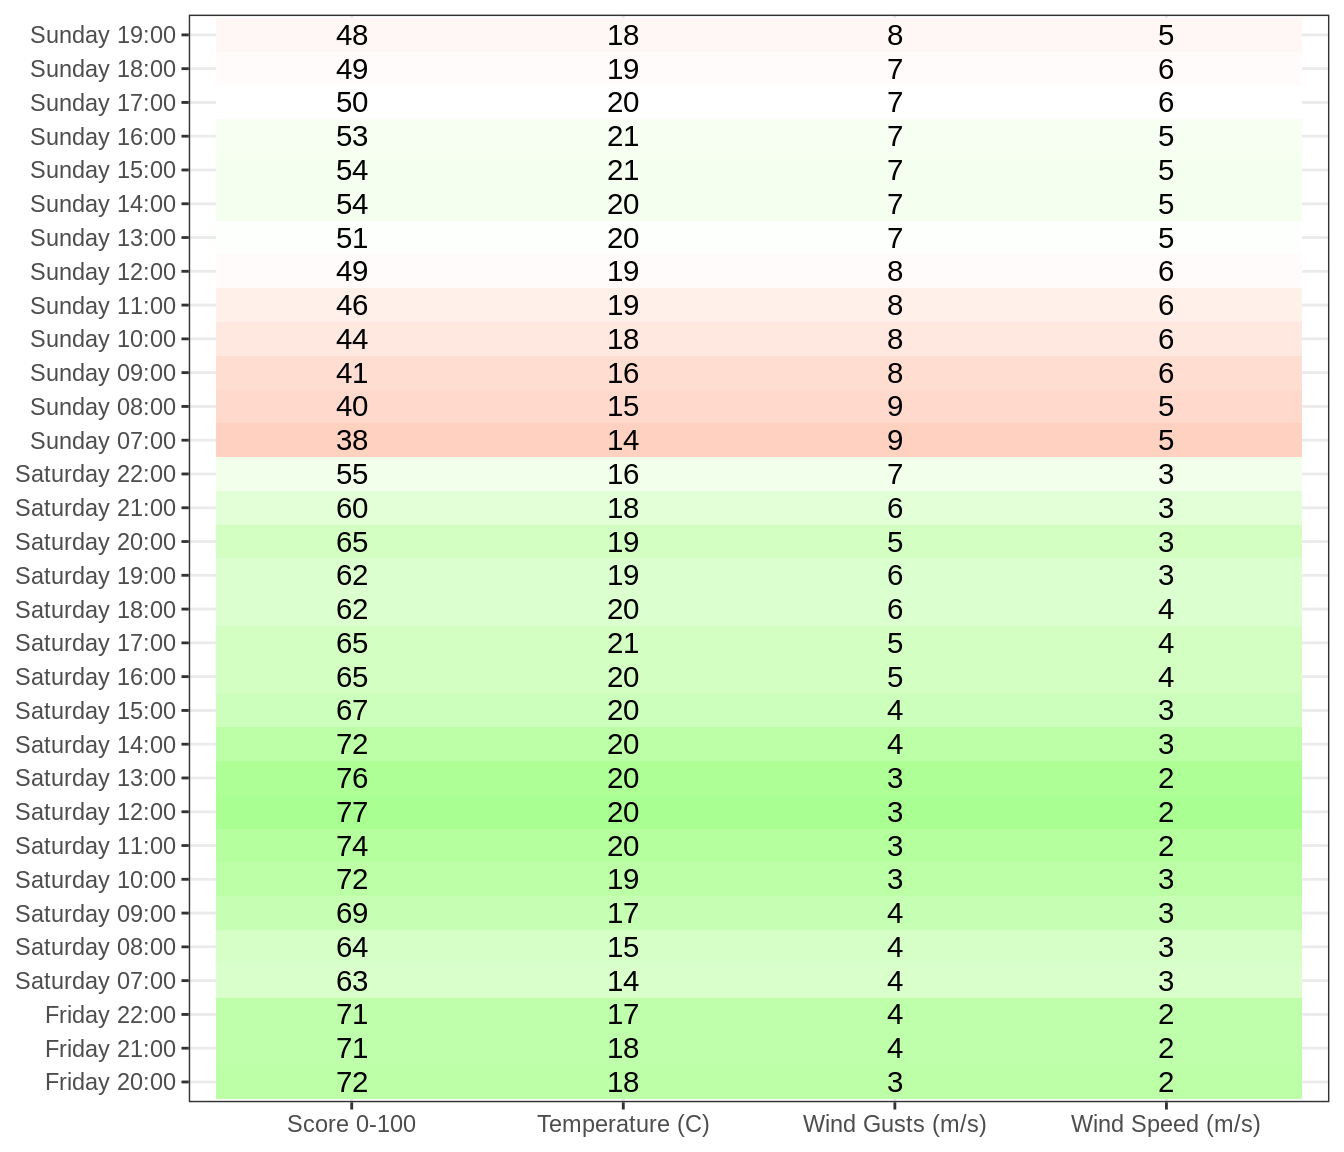 Sunday 19:00 48 18 8 5
Sunday 18:00 49 19 7 6
Sunday 17:00 50 20 7 6
Sunday 16:00 53 21 7 5
Sunday 15:00 54 21 7 5
Sunday 14:00 54 20 7 5
Sunday 13:00 51 20 7 5
Sunday 12:00 49 19 8 6
Sunday 11:00 46 19 8 6
Sunday 10:00 44 18 8 6
Sunday 09:00 41 16 8 6
Sunday 08:00 40 15 9 5
Sunday 07:00 38 14 9 5
Saturday 22:00 55 16 7 3
Saturday 21:00 60 18 6 3
Saturday 20:00 65 19 5 3
Saturday 19:00 62 19 6 3
Saturday 18:00 62 20 6 4
Saturday 17:00 65 21 5 4
Saturday 16:00 65 20 5 4
Saturday 15:00 67 20 4 3
Saturday 14:00 72 20 4 3
Saturday 13:00 76 20 3 2
Saturday 12:00 77 20 3 2
Saturday 11:00 74 20 3 2
Saturday 10:00 72 19 3 3
Saturday 09:00 69 17 4 3
Saturday 08:00 64 15 4 3
Saturday 07:00 63 14 4 3
Friday 22:00 71 17 4 2
Friday 21:00 71 18 4 2
Friday 20:00 72 18 3 2
Score 0-100 Temperature (C) Wind Gusts (m/s) Wind Speed (m/s)